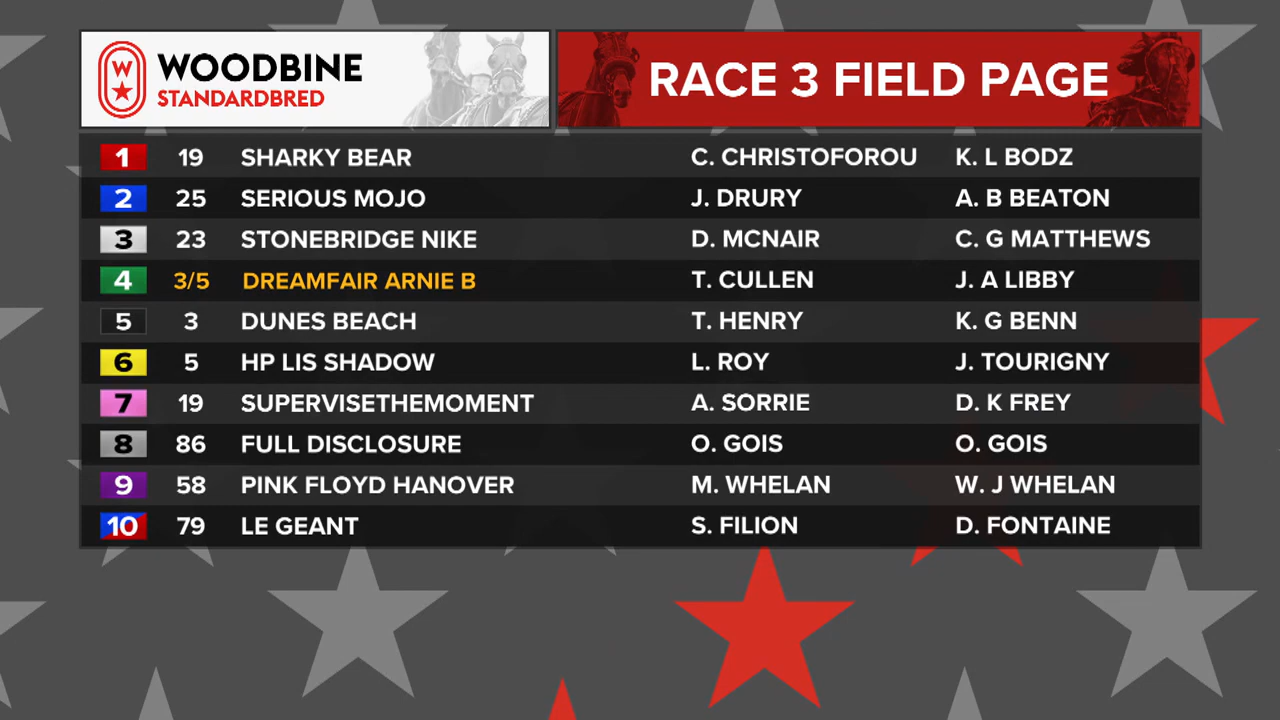 W
WOODBINE
STANDARDBRED
RACE 3 FIELD PAGE
1 19 SHARKY BEAR C. CHRISTOFOROU K. L BODZ
2 25 SERIOUS MOJO J. DRURY A. B BEATON
3 23 STONEBRIDGE NIKE D. MCNAIR C. G MATTHEWS
4 3/5 DREAMFAIR ARNIE B T. CULLEN J. A LIBBY
5 3 DUNES BEACH T. HENRY K. G BENN
6 5 HP LIS SHADOW L. ROY J. TOURIGNY
7 19 SUPERVISETHEMOMENT A. SORRIE D. K FREY
8 86 FULL DISCLOSURE O. GOIS O. GOIS
9 58 PINK FLOYD HANOVER M. WHELAN W. J WHELAN
10 79 LE GEANT S. FILION D. FONTAINE